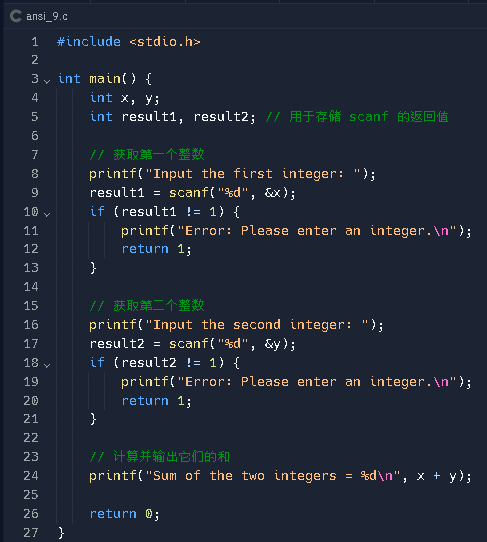 ansi_9.c
1 #include <stdio.h>
2
3 int main() {
4     int x, y;
5     int result1, result2; // 用于存储 scanf 的返回值
6
7     // 获取第一个整数
8     printf("Input the first integer: ");
9     result1 = scanf("%d", &x);
10     if (result1 != 1) {
11         printf("Error: Please enter an integer.\n");
12         return 1;
13     }
14
15     // 获取第二个整数
16     printf("Input the second integer: ");
17     result2 = scanf("%d", &y);
18     if (result2 != 1) {
19         printf("Error: Please enter an integer.\n");
20         return 1;
21     }
22
23     // 计算并输出它们的和
24     printf("Sum of the two integers = %d\n", x + y);
25
26     return 0;
27 }